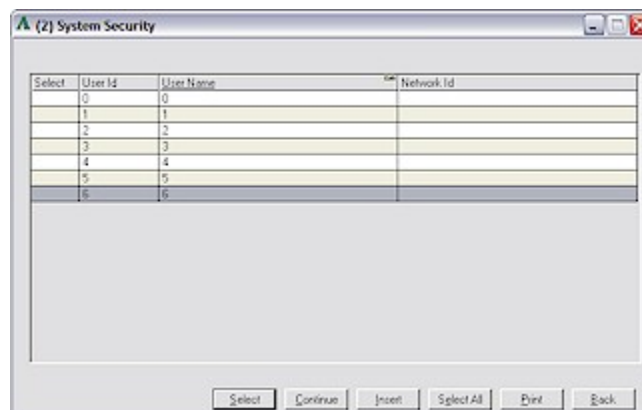 (2) System Security
Select User Id User Name Network Id
0 0
1 1
2 2
3 3
4 4
5 5
6 6
Select Continue Insert Select All Print Back